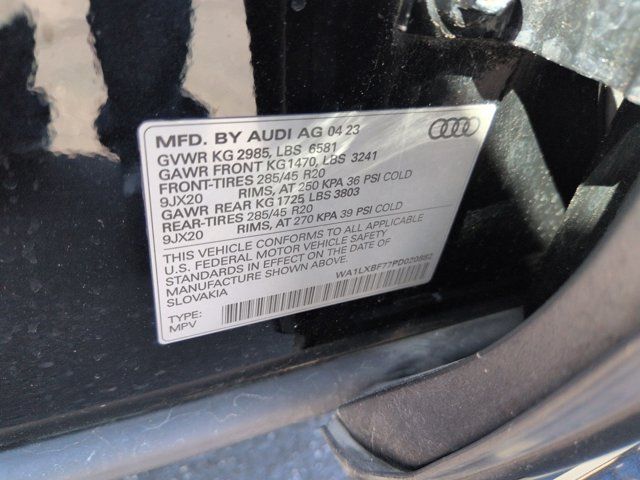 MFD. BY AUDI AG 04 23
GVWR KG 2985, LBS 6581
GAWR FRONT KG1470, LBS 3241
FRONT-TIRES 285/45 R20
9JX20 RIMS, AT 250 KPA 36 PSI COLD
GAWR REAR KG 1725 LBS 3803
REAR-TIRES 285/45 R20
9JX20 RIMS, AT 270 KPA 39 PSI COLD
THIS VEHICLE CONFORMS TO ALL APPLICABLE
U.S. FEDERAL MOTOR VEHICLE SAFETY
STANDARDS IN EFFECT ON THE DATE OF
MANUFACTURE SHOWN ABOVE.
SLOVAKIA WA1LXBF77PD020882
TYPE:
MPV